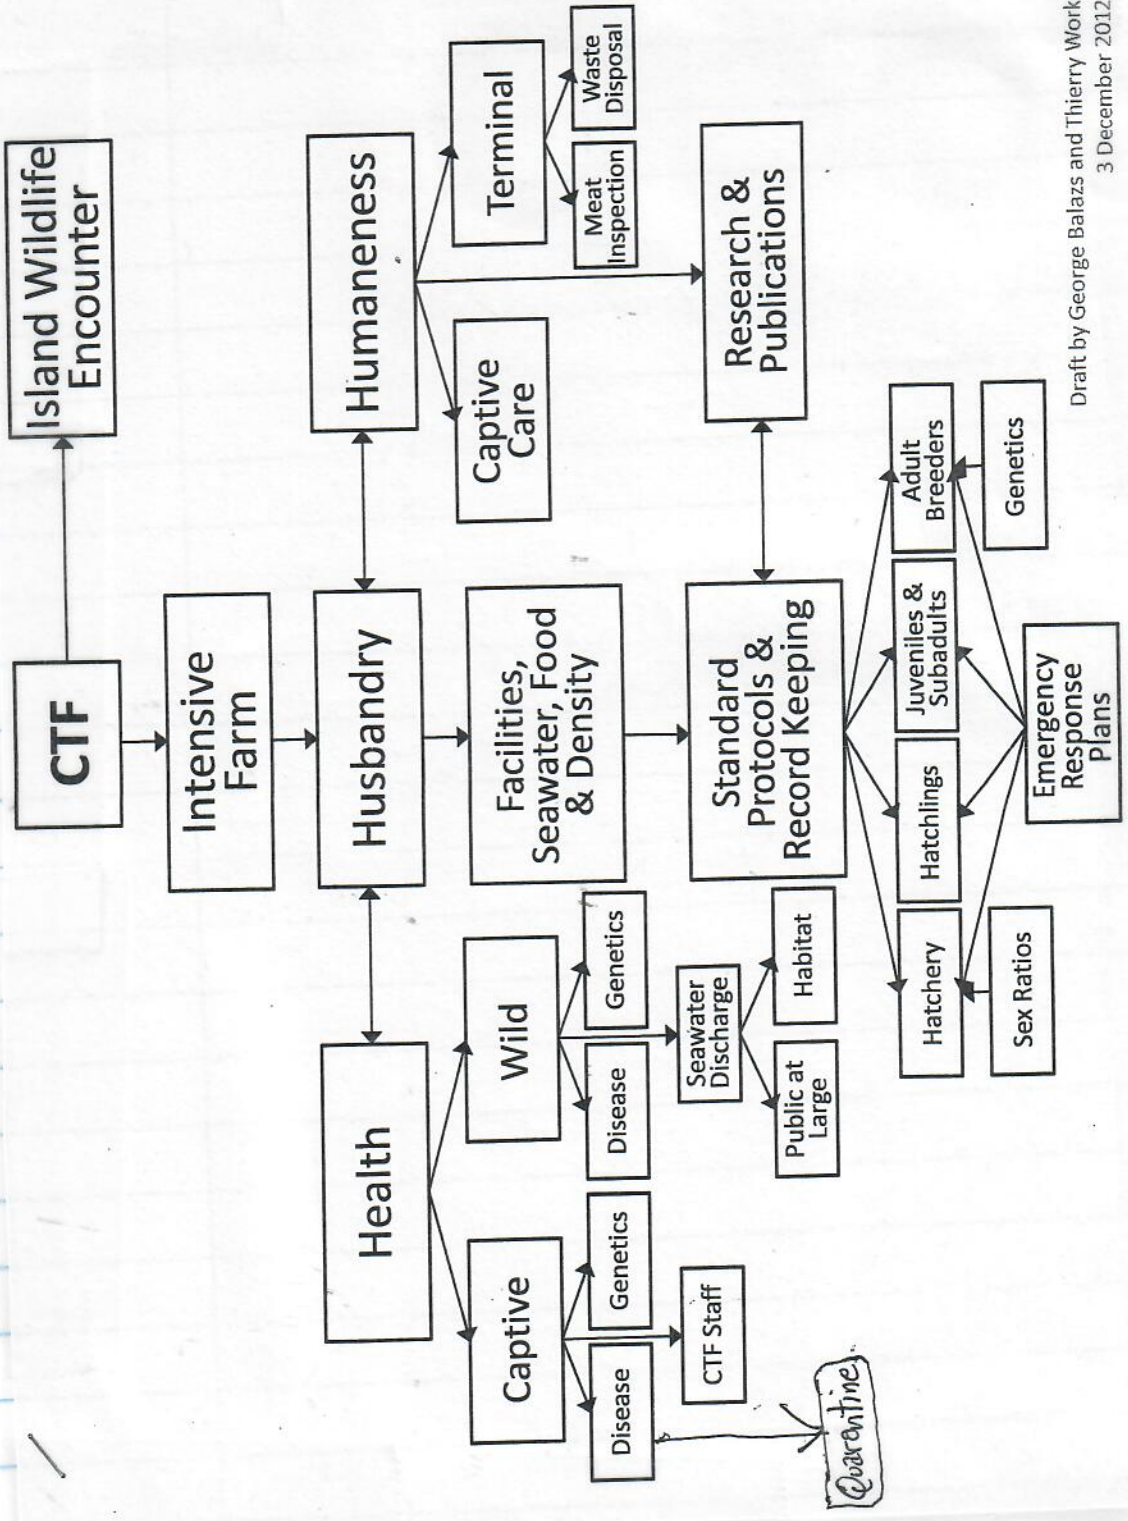 CTF
Island Wildlife
Encounter
Intensive
Farm
Health
Husbandry
Humaneness
Captive
Wild
Facilities,
Seawater, Food
& Density
Captive
Care
Terminal
Disease
Genetics
Disease
Genetics
Meat
Inspection
Waste
Disposal
CTF Staff
Seawater
Discharge
Standard
Protocols &
Record Keeping
Research &
Publications
Quarentine
Public at
Large
Habitat
Hatchery
Hatchlings
Juveniles &
Subadults
Adult
Breeders
Sex Ratios
Emergency
Response
Plans
Genetics
Draft by George Balazs and Thierry Work
3 December 2012